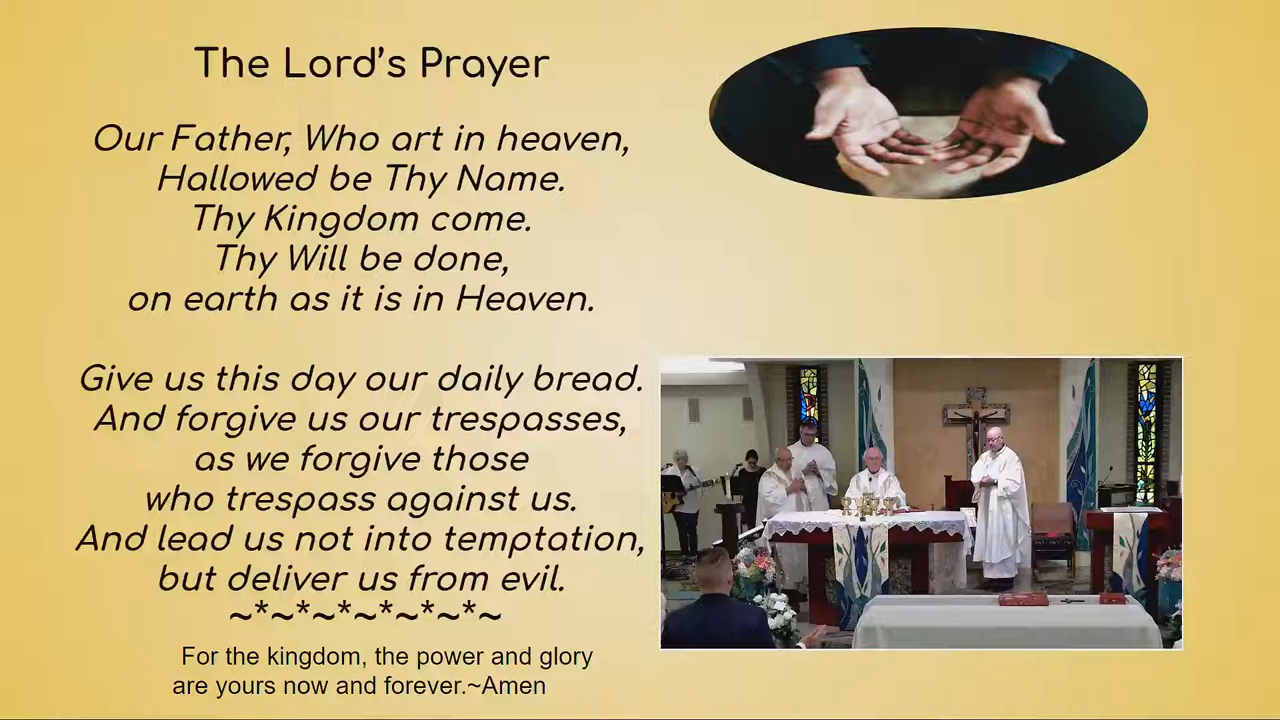 The Lord's Prayer
Our Father, Who art in heaven,
Hallowed be Thy Name.
Thy Kingdom come.
Thy Will be done,
on earth as it is in Heaven.
Give us this day our daily bread.
And forgive us our trespasses,
as we forgive those
who trespass against us.
And lead us not into temptation,
but deliver us from evil.
~*~*~*~*~*~*~
For the kingdom, the power and glory
are yours now and forever.~Amen